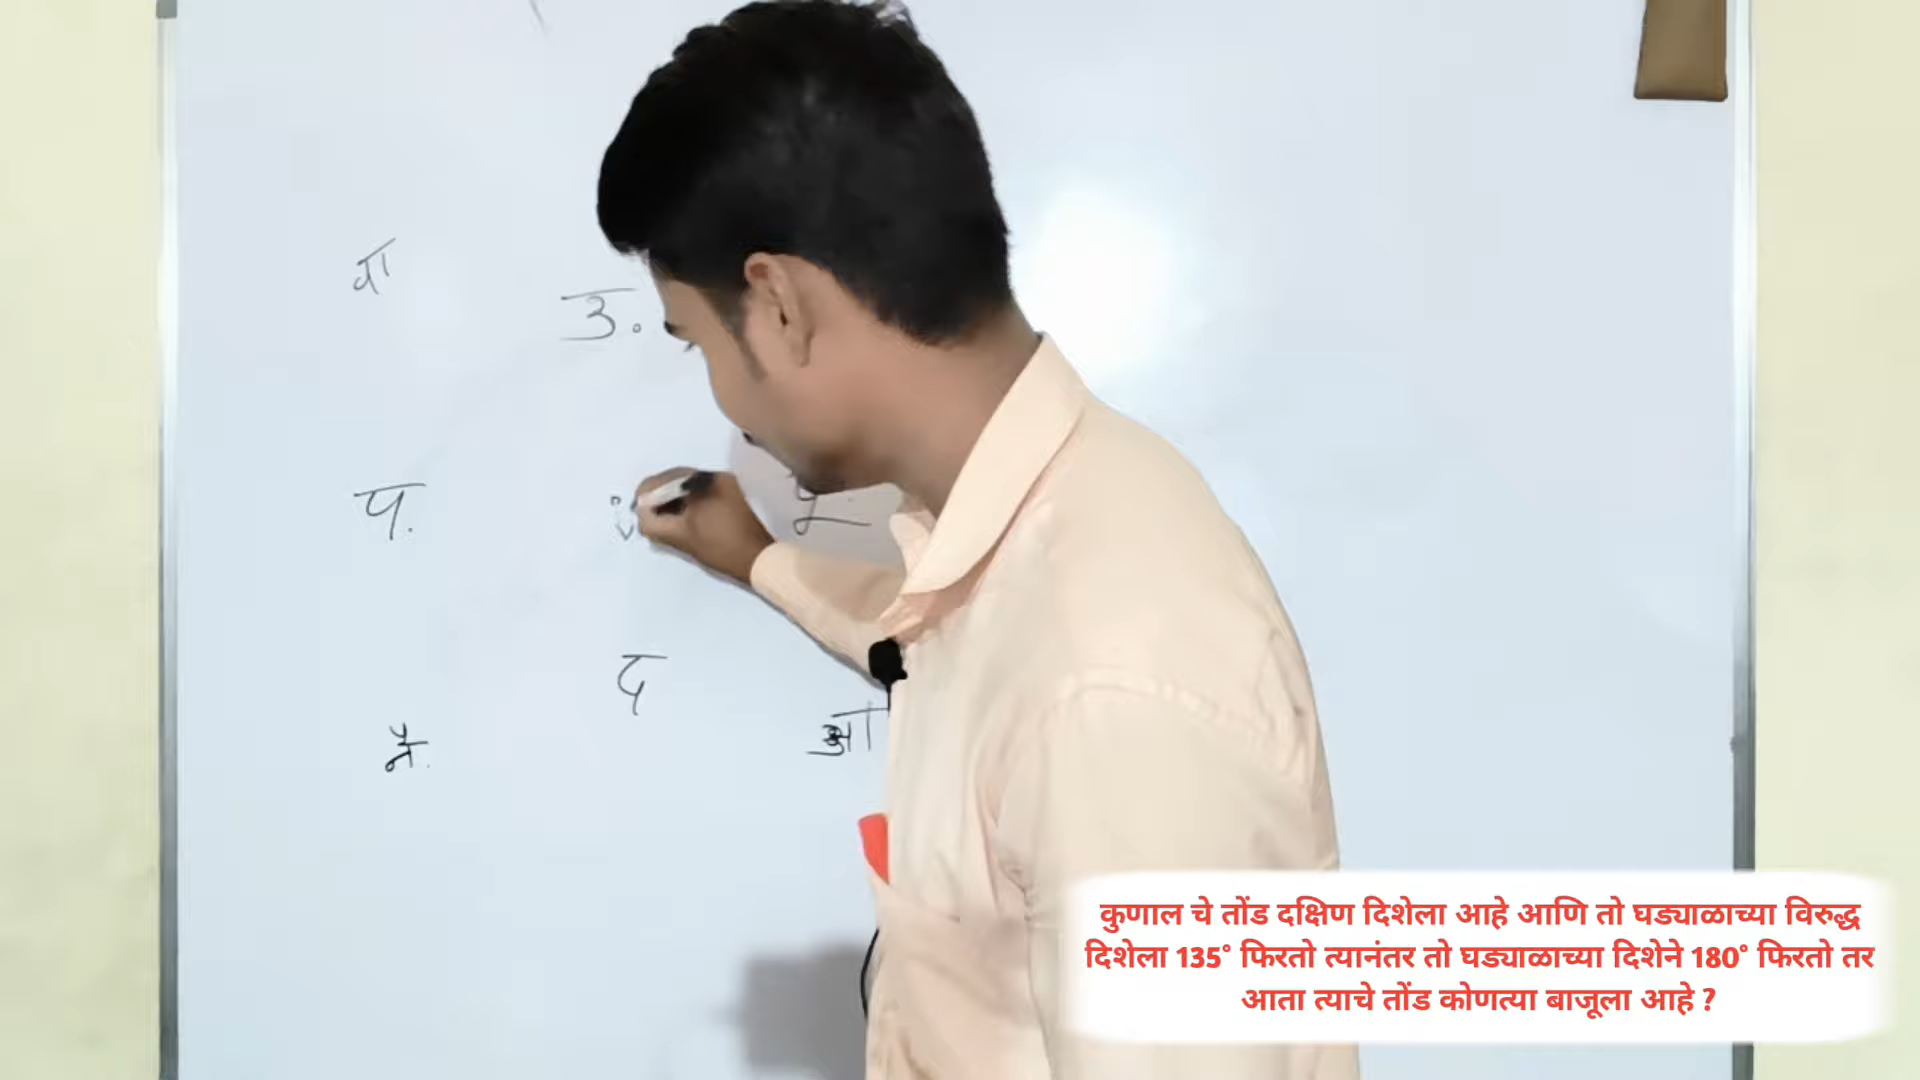 वा
उ.
प.
पू.
द
नै.
आ
कुणाल चे तोंड दक्षिण दिशेला आहे आणि तो घड्याळाच्या विरुद्ध
दिशेला 135° फिरतो त्यानंतर तो घड्याळाच्या दिशेने 180° फिरतो तर
आता त्याचे तोंड कोणत्या बाजूला आहे ?